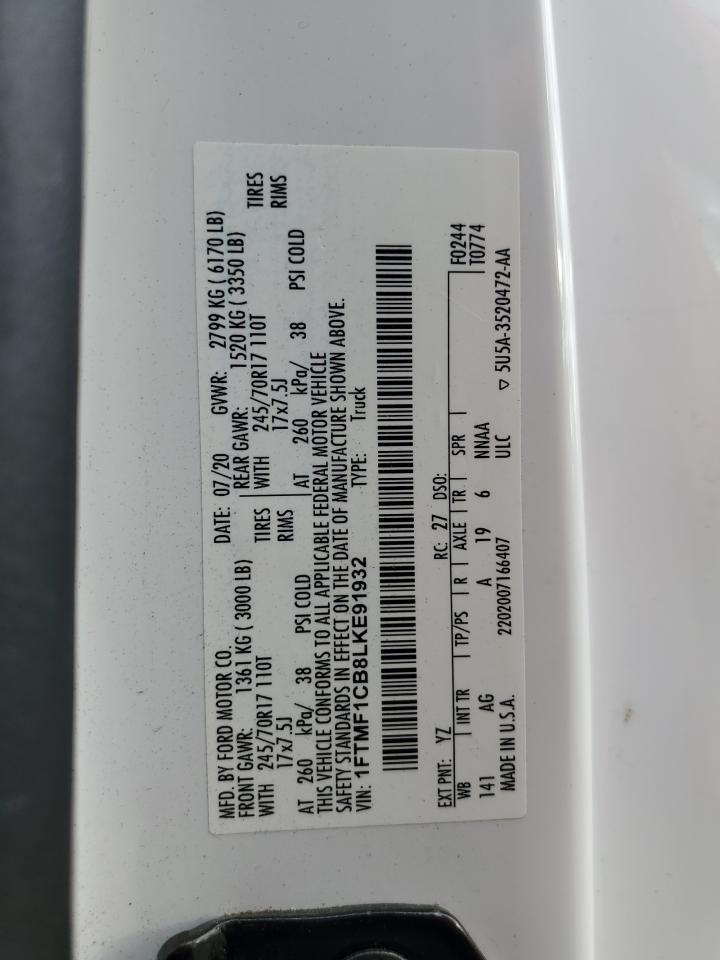 MFD. BY FORD MOTOR CO.
DATE: 07/20 GVWR: 2799 KG ( 6170 LB)
FRONT GAWR: 1361 KG ( 3000 LB) REAR GAWR: 1520 KG ( 3350 LB)
WITH 245/70R17 110T TIRES WITH 245/70R17 110T TIRES
17x7.5J RIMS 17x7.5J RIMS
AT 260 kPa/ 38 PSI COLD AT 260 kPa/ 38 PSI COLD
THIS VEHICLE CONFORMS TO ALL APPLICABLE FEDERAL MOTOR VEHICLE
SAFETY STANDARDS IN EFFECT ON THE DATE OF MANUFACTURE SHOWN ABOVE.
VIN: 1FTMF1CB8LKE91932 TYPE: Truck
EXT PNT: YZ RC: 27 DSO: F0244
WB INT TR TP/PS R AXLE TR SPR T0774
141 AG A 19 6 NNAA
MADE IN U.S.A. 2202007166407 ULC ▽ 5U5A-3520472-AA